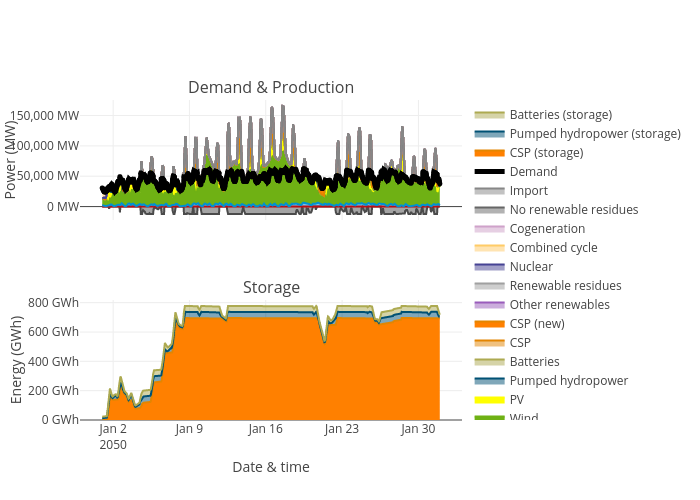 Demand & Production
Power (MW)
150,000 MW
100,000 MW
50,000 MW
0 MW
Storage
Energy (GWh)
800 GWh
600 GWh
400 GWh
200 GWh
0 GWh
Jan 2
2050
Jan 9
Jan 16
Jan 23
Jan 30
Date & time
Batteries (storage)
Pumped hydropower (storage)
CSP (storage)
Demand
Import
No renewable residues
Cogeneration
Combined cycle
Nuclear
Renewable residues
Other renewables
CSP (new)
CSP
Batteries
Pumped hydropower
PV
Wind